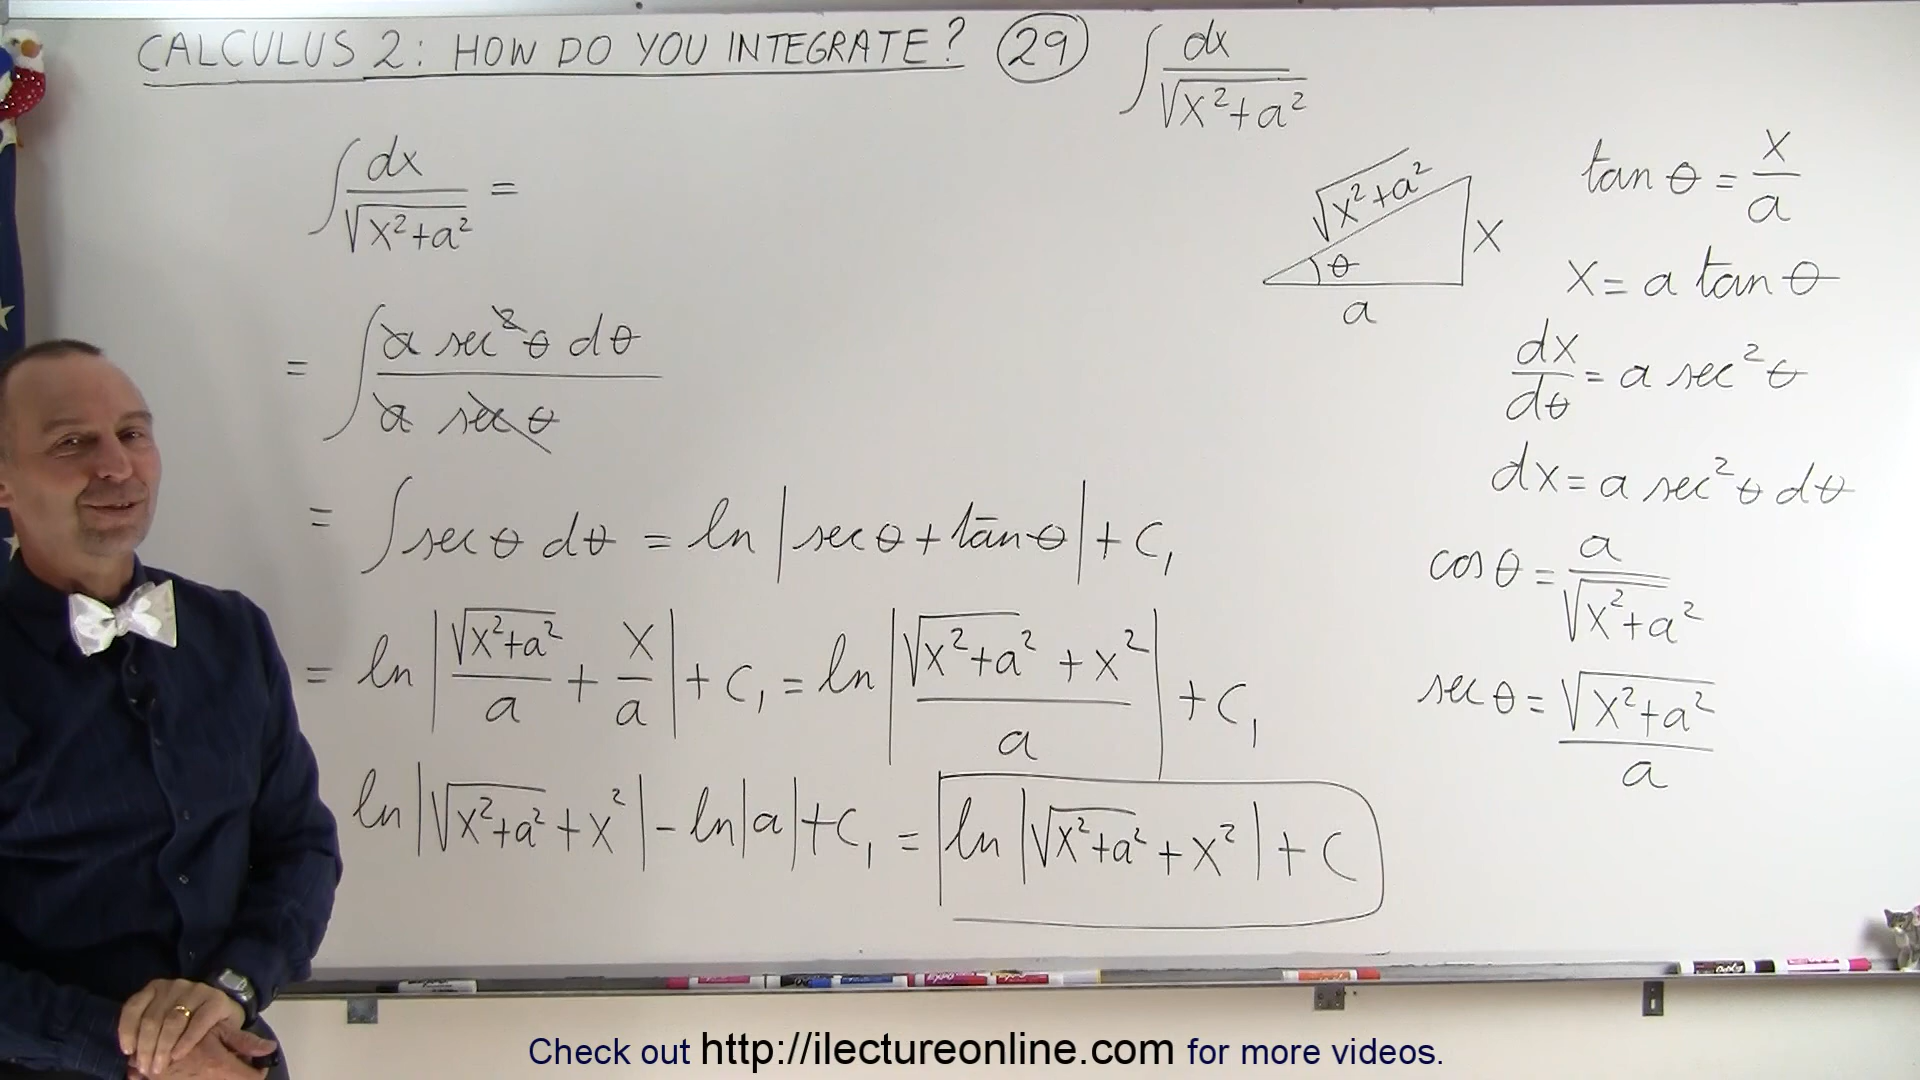 CALCULUS 2: HOW DO YOU INTEGRATE? 29 ∫ dx / √(x²+a²)
∫ dx / √(x²+a²) =
= ∫ a sec²θ dθ / a sec θ
= ∫ sec θ dθ = ln |sec θ + tan θ| + C₁
= ln | √(x²+a²) / a + x / a | + C₁ = ln | (√(x²+a²) + x²) / a | + C₁
ln |√(x²+a²) + x²| - ln|a| + C₁ = ln |√(x²+a²) + x²| + C
√(x²+a²)
θ
x
a
tan θ = x / a
x = a tan θ
dx / dθ = a sec²θ
dx = a sec²θ dθ
cos θ = a / √(x²+a²)
sec θ = √(x²+a²) / a
Check out http://ilectureonline.com for more videos.